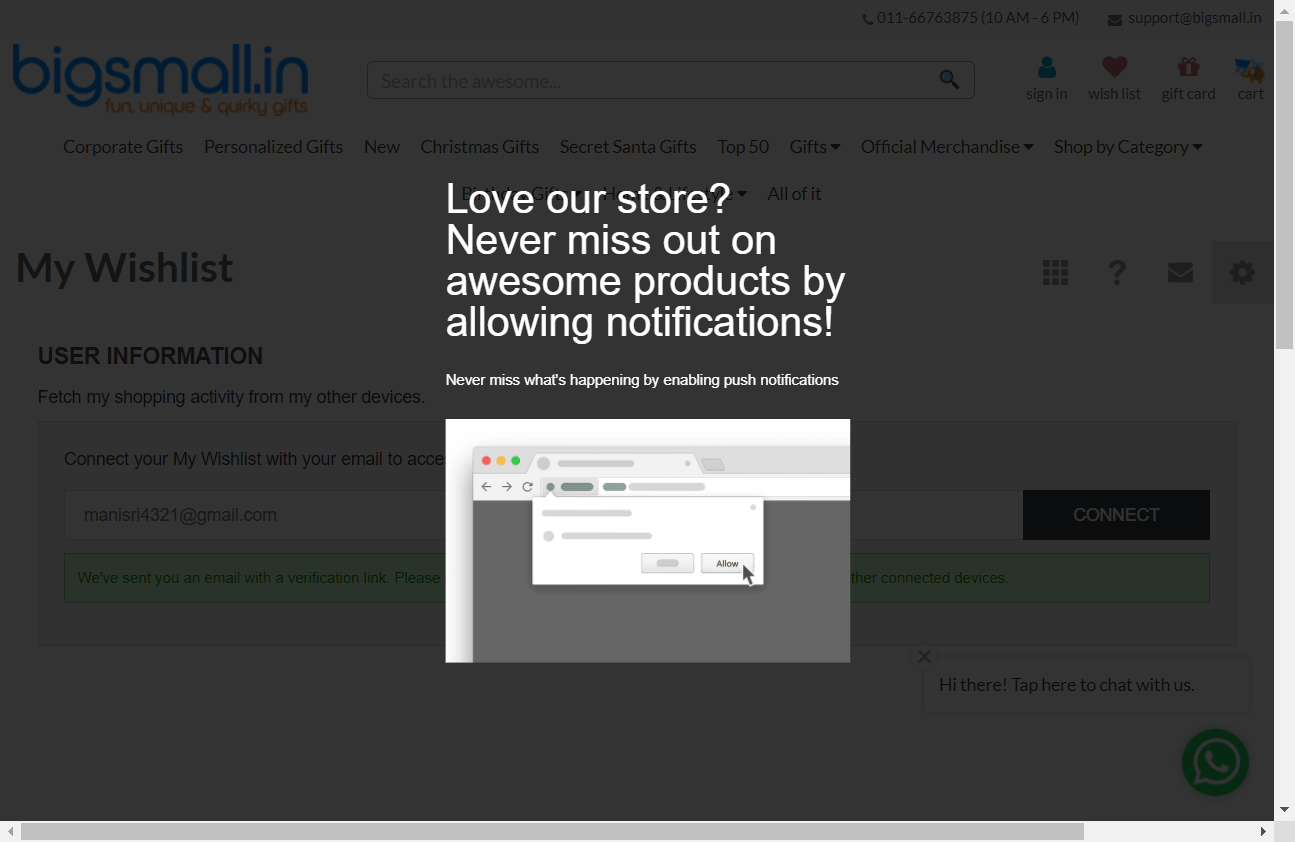 011-66763875 (10 AM - 6 PM) support@bigsmall.in
bigsmall.in
fun, unique & quirky gifts
Search the awesome...
sign in wish list gift card cart
Corporate Gifts Personalized Gifts New Christmas Gifts Secret Santa Gifts Top 50 Gifts Official Merchandise Shop by Category
All of it
Love our store?
Never miss out on
awesome products by
allowing notifications!
My Wishlist
?
USER INFORMATION
Never miss what's happening by enabling push notifications
Fetch my shopping activity from my other devices.
Connect your My Wishlist with your email to
manisri4321@gmail.com
CONNECT
Allow
We've sent you an email with a verification link. Please
connected devices.
Hi there! Tap here to chat with us.